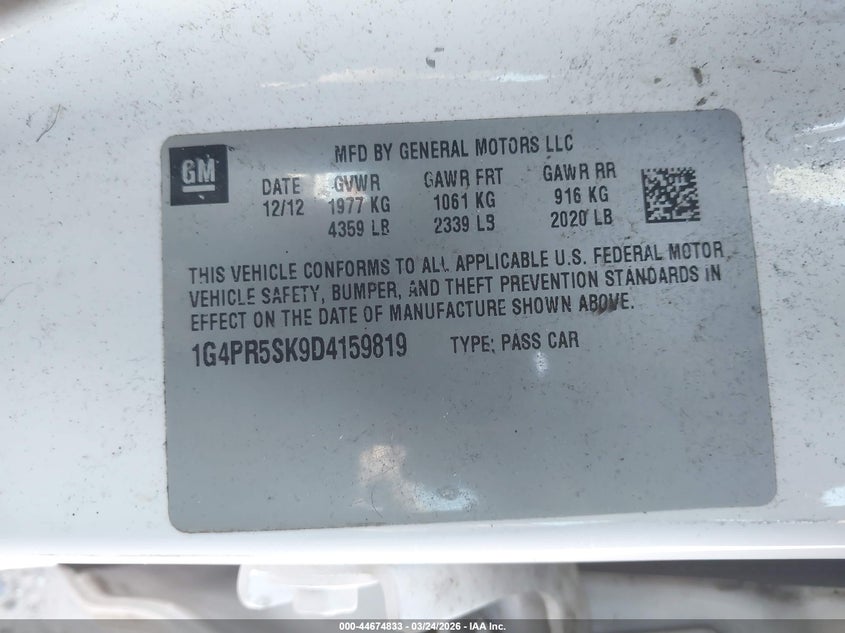 GM
MFD BY GENERAL MOTORS LLC
DATE GVWR GAWR FRT GAWR RR
12/12 1977 KG 1061 KG 916 KG
4359 LB 2339 LB 2020 LB
THIS VEHICLE CONFORMS TO ALL APPLICABLE U.S. FEDERAL MOTOR
VEHICLE SAFETY, BUMPER, AND THEFT PREVENTION STANDARDS IN
EFFECT ON THE DATE OF MANUFACTURE SHOWN ABOVE.
1G4PR5SK9D4159819 TYPE: PASS CAR
000-44674833 - 03/24/2026 - IAA Inc. Copyright